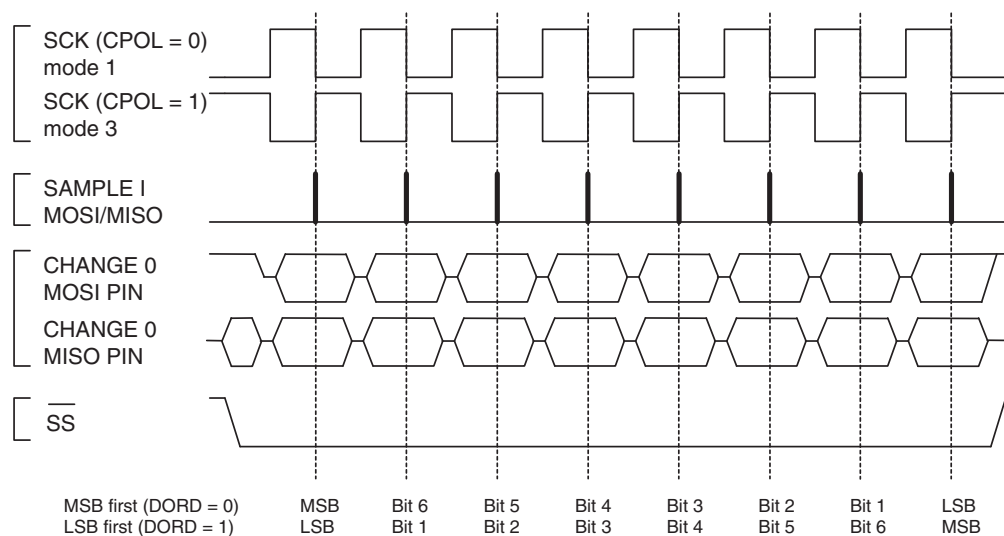 SCK (CPOL = 0)
mode 1
SCK (CPOL = 1)
mode 3
SAMPLE I
MOSI/MISO
CHANGE 0
MOSI PIN
CHANGE 0
MISO PIN
SS
MSB first (DORD = 0) MSB Bit 6 Bit 5 Bit 4 Bit 3 Bit 2 Bit 1 LSB
LSB first (DORD = 1) LSB Bit 1 Bit 2 Bit 3 Bit 4 Bit 5 Bit 6 MSB